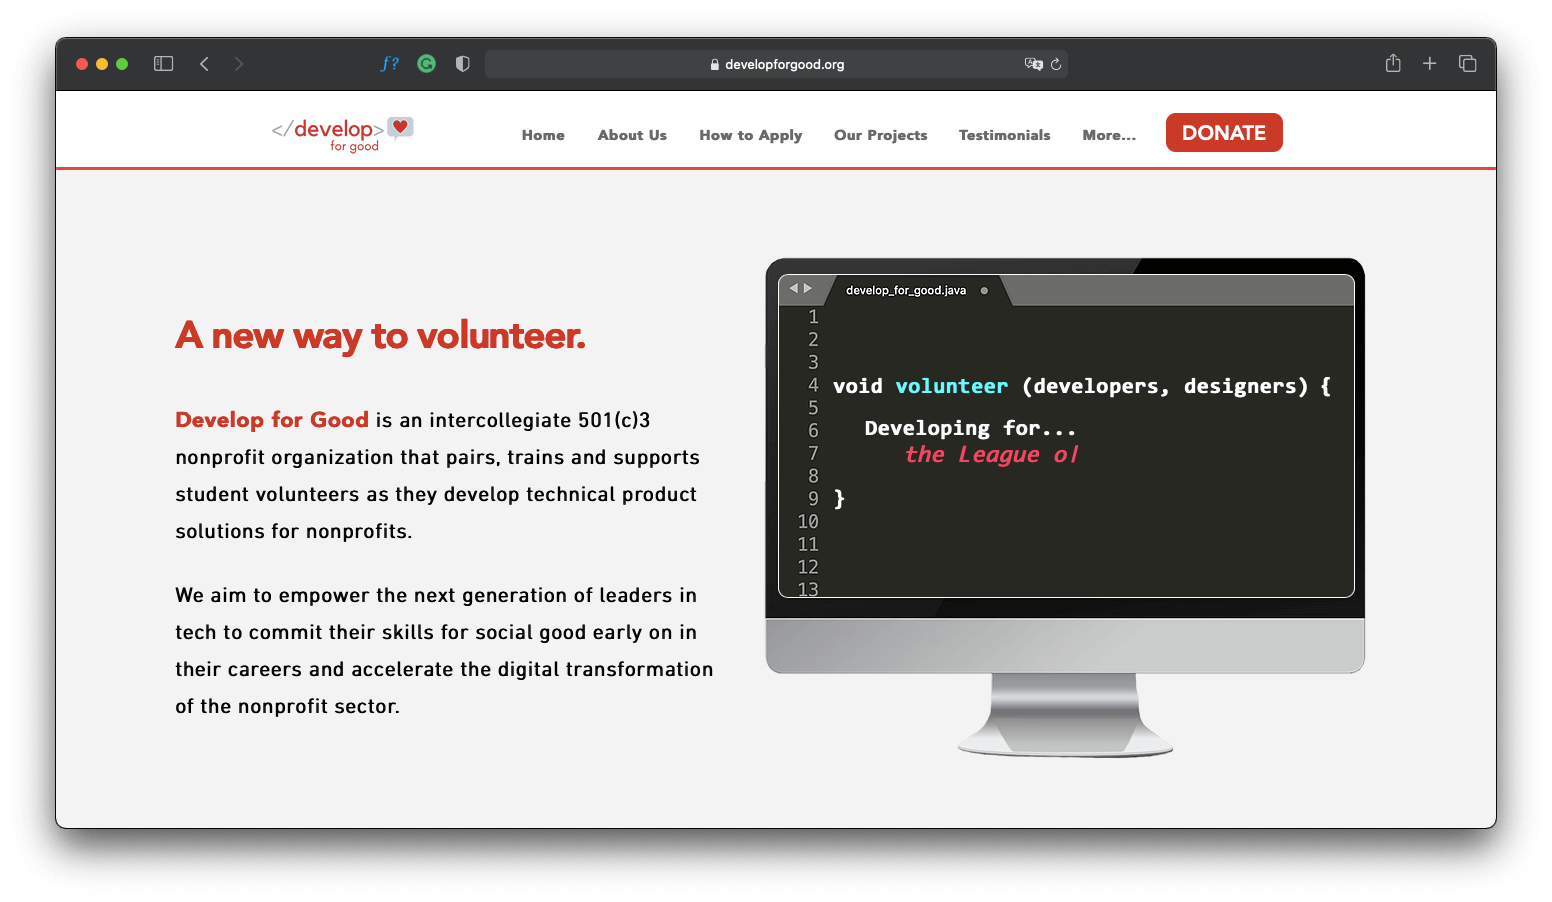 f?
developforgood.org
</develop>
for good
Home About Us How to Apply Our Projects Testimonials More... DONATE
A new way to volunteer.
Develop for Good is an intercollegiate 501(c)3
nonprofit organization that pairs, trains and supports
student volunteers as they develop technical product
solutions for nonprofits.
We aim to empower the next generation of leaders in
tech to commit their skills for social good early on in
their careers and accelerate the digital transformation
of the nonprofit sector.
develop_for_good.java
1
2
3
4 void volunteer (developers, designers) {
5
6 Developing for...
7 the League o
8
9 }
10
11
12
13